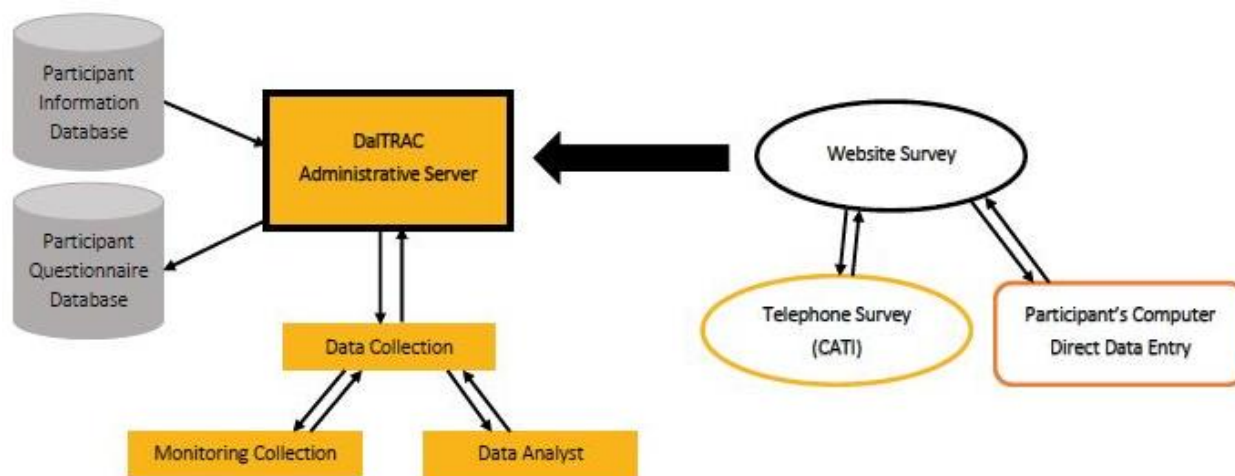 Participant
Information
Database
DalTRAC
Administrative Server
Website Survey
Participant
Questionnaire
Database
Telephone Survey
(CATI)
Participant's Computer
Direct Data Entry
Data Collection
Monitoring Collection
Data Analyst